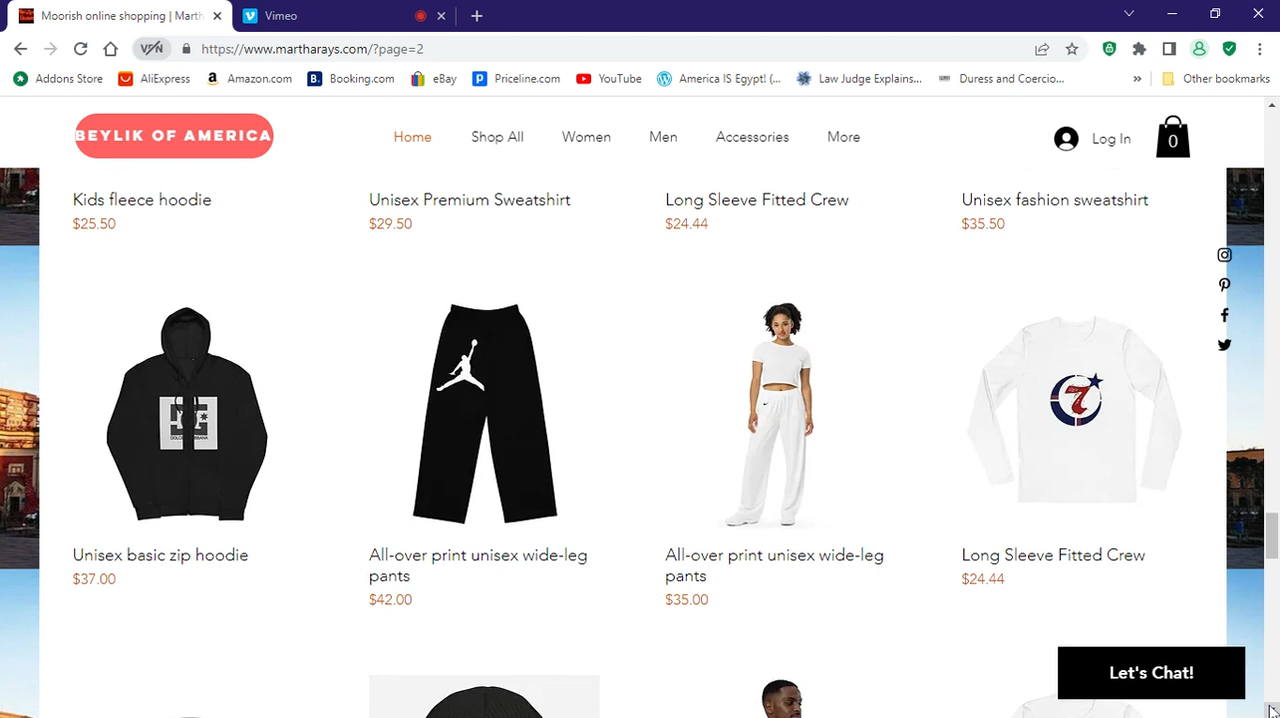 Moorish online shopping | Marth
Vimeo
VPN
https://www.martharays.com/?page=2
Addons Store
AliExpress
Amazon.com
Booking.com
eBay
Priceline.com
YouTube
America IS Egypt! (...
Law Judge Explains...
Duress and Coercio...
»
Other bookmarks
BEYLIK OF AMERICA
Home
Shop All
Women
Men
Accessories
More
Log In
0
Kids fleece hoodie
$25.50
Unisex Premium Sweatshirt
$29.50
Long Sleeve Fitted Crew
$24.44
Unisex fashion sweatshirt
$35.50
7
Unisex basic zip hoodie
$37.00
All-over print unisex wide-leg
pants
$42.00
All-over print unisex wide-leg
pants
$35.00
Long Sleeve Fitted Crew
$24.44
Let's Chat!